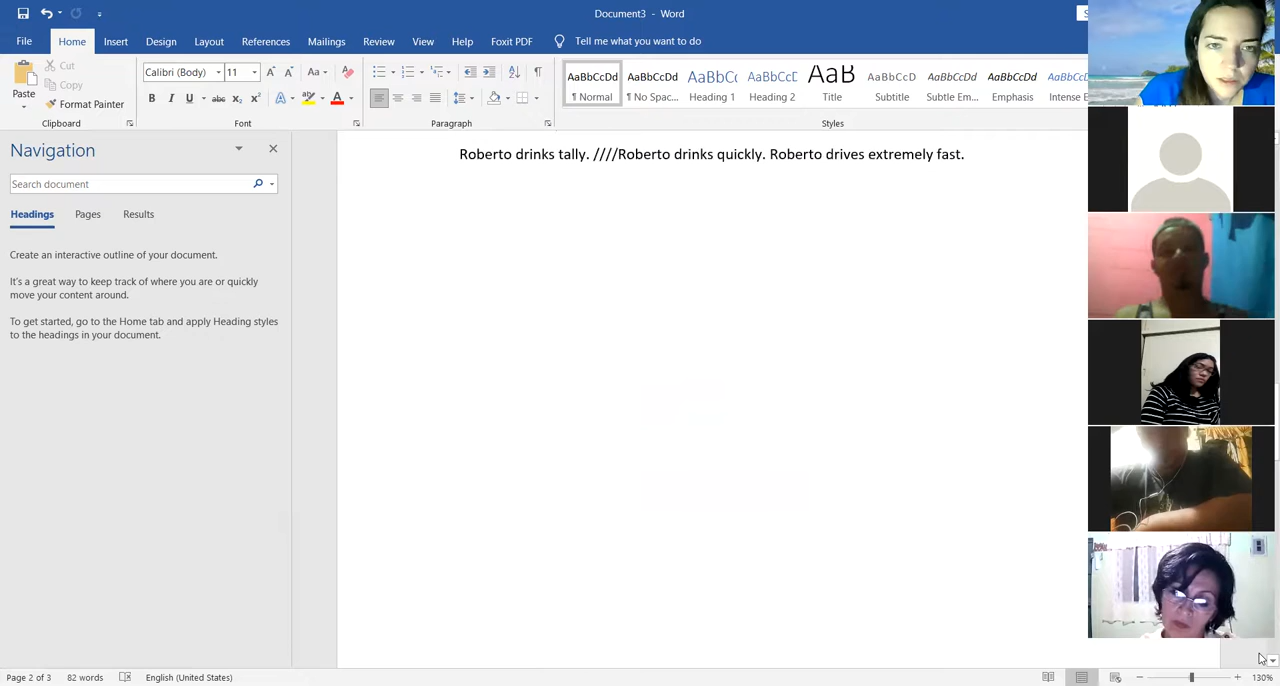 Document3 - Word
File Home Insert Design Layout References Mailings Review View Help Foxit PDF Tell me what you want to do
Cut
Copy
Paste
Format Painter
Clipboard
Calibri (Body) 11
Font
Paragraph
AaBbCcDd AaBbCcDd AaBbCc AaBbCcC AaB AaBbCcD AaBbCcDd AaBbCcDd AaBbCcDd
¶ Normal ¶ No Spac... Heading 1 Heading 2 Title Subtitle Subtle Em... Emphasis Intense E
Styles
Navigation
Search document
Headings Pages Results
Create an interactive outline of your document.
It's a great way to keep track of where you are or quickly
move your content around.
To get started, go to the Home tab and apply Heading styles
to the headings in your document.
Roberto drinks tally. ////Roberto drinks quickly. Roberto drives extremely fast.
Page 2 of 3 82 words English (United States) 130%